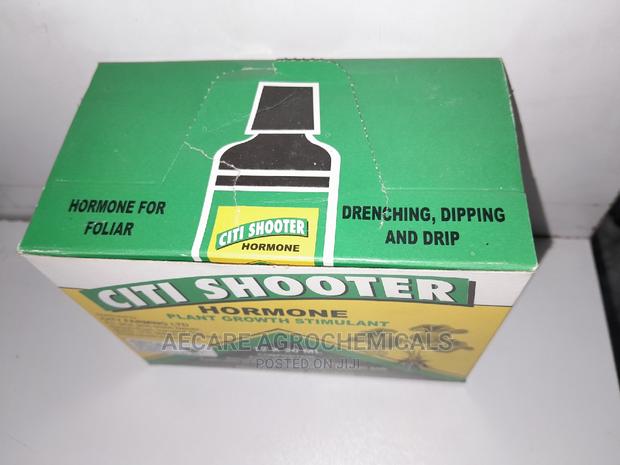 HORMONE FOR
FOLIAR
CITI SHOOTER
HORMONE
DRENCHING, DIPPING
AND DRIP
CITI SHOOTER
HORMONE
PLANT GROWTH STIMULANT
AECARE AGROCHEMICALS
POSTED ON JIJI